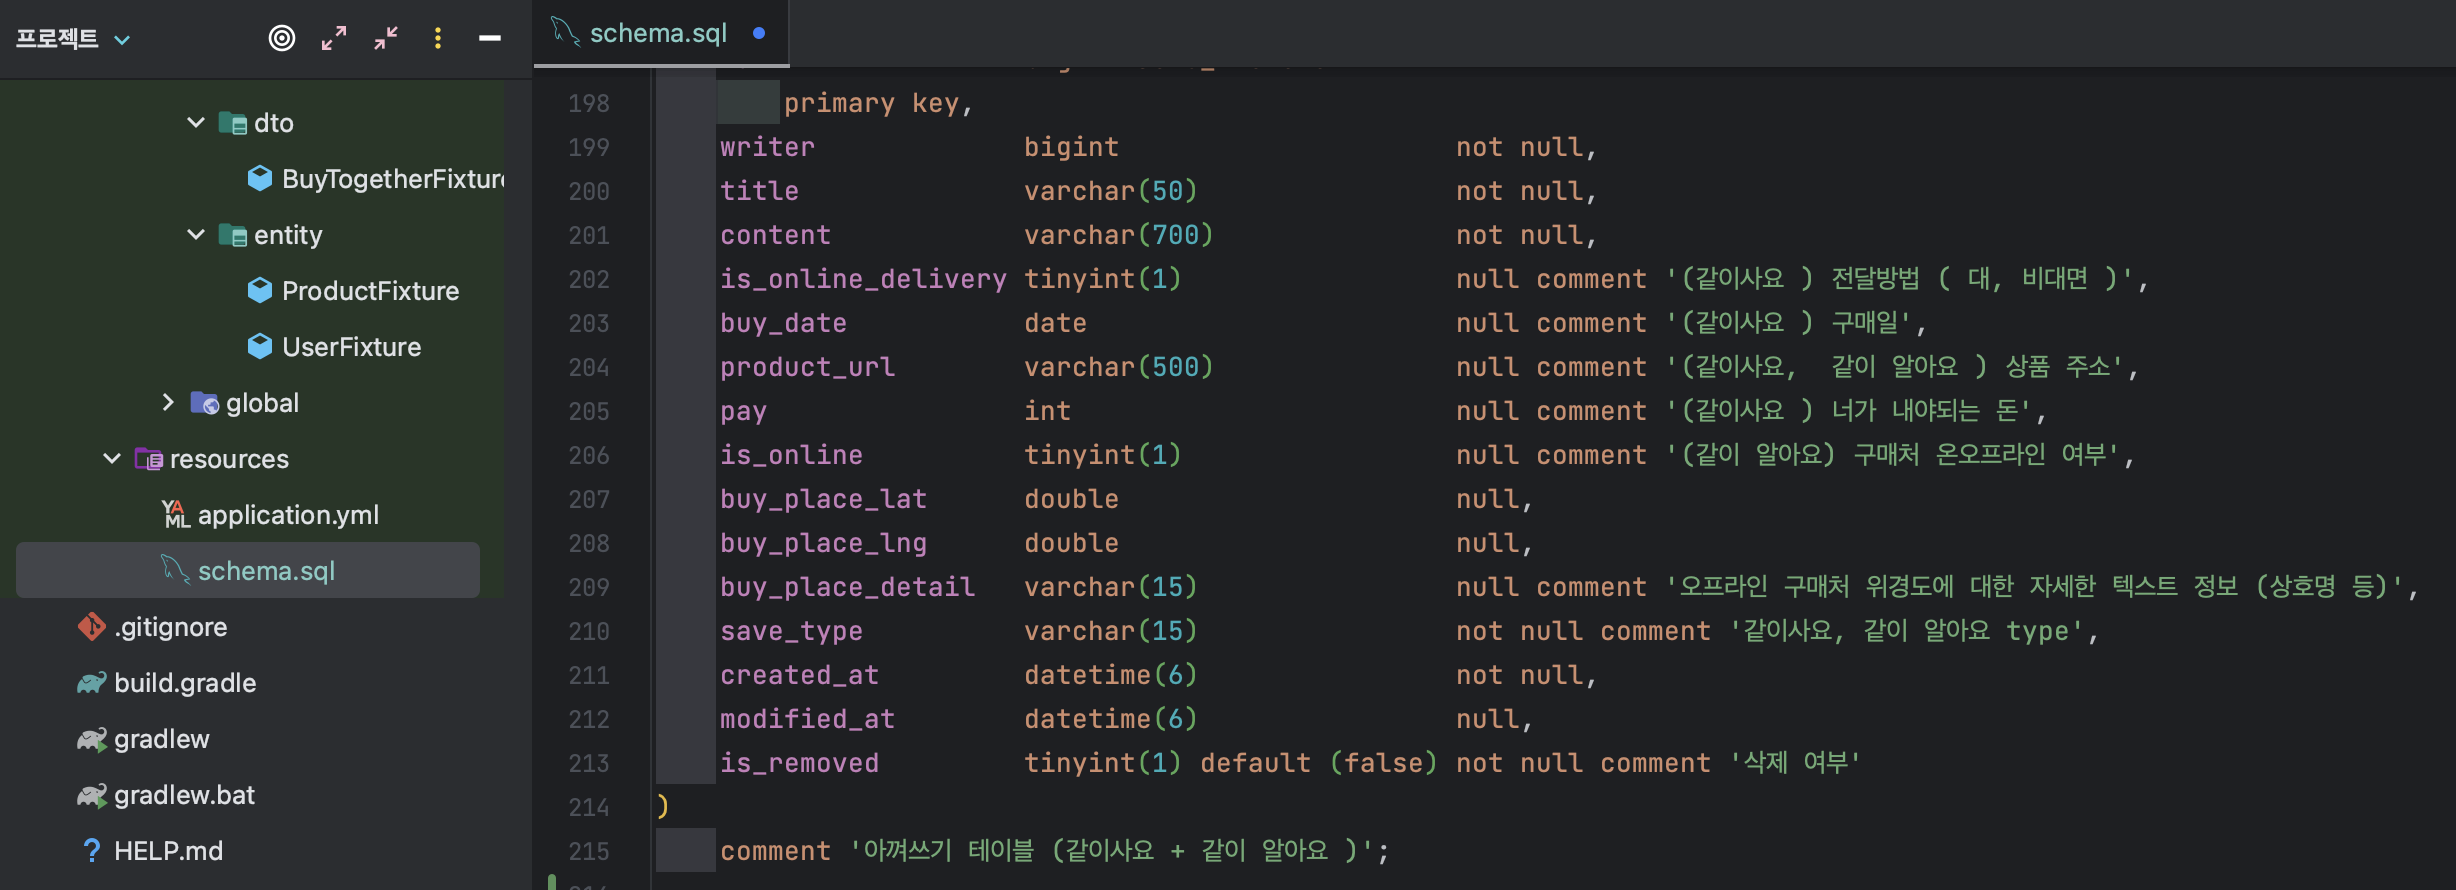 프로젝트
dto
BuyTogetherFixture
entity
ProductFixture
UserFixture
global
resources
application.yml
schema.sql
.gitignore
build.gradle
gradlew
gradlew.bat
HELP.md
schema.sql
198 primary key,
199 writer bigint not null,
200 title varchar(50) not null,
201 content varchar(700) not null,
202 is_online_delivery tinyint(1) null comment '(같이사요 ) 전달방법 ( 대, 비대면 )',
203 buy_date date null comment '(같이사요 ) 구매일',
204 product_url varchar(500) null comment '(같이사요,  같이 알아요 ) 상품 주소',
205 pay int null comment '(같이사요 ) 너가 내야되는 돈',
206 is_online tinyint(1) null comment '(같이 알아요) 구매처 온오프라인 여부',
207 buy_place_lat double null,
208 buy_place_lng double null,
209 buy_place_detail varchar(15) null comment '오프라인 구매처 위경도에 대한 자세한 텍스트 정보 (상호명 등)',
210 save_type varchar(15) not null comment '같이사요, 같이 알아요 type',
211 created_at datetime(6) not null,
212 modified_at datetime(6) null,
213 is_removed tinyint(1) default (false) not null comment '삭제 여부'
214 )
215 comment '아껴쓰기 테이블 (같이사요 + 같이 알아요 )';